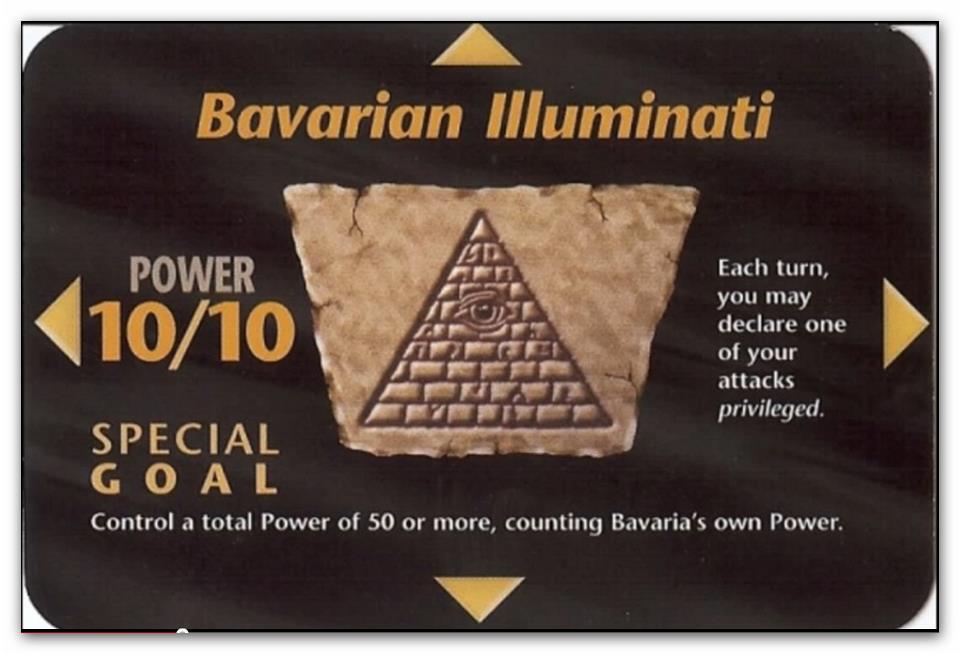 Bavarian Illuminati
POWER
10/10
Each turn,
you may
declare one
of your
attacks
privileged.
SPECIAL
GOAL
Control a total Power of 50 or more, counting Bavaria's own Power.